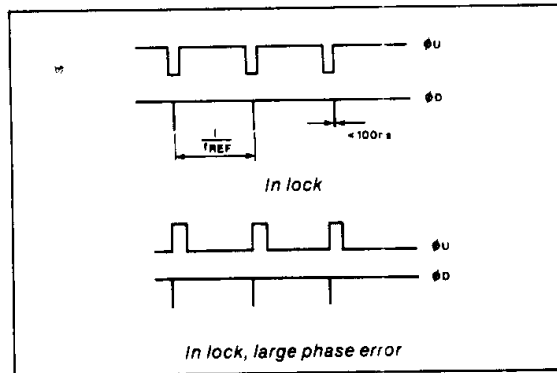 φU
φD
1
fREF
<100ns
In lock
φU
φD
In lock, large phase error